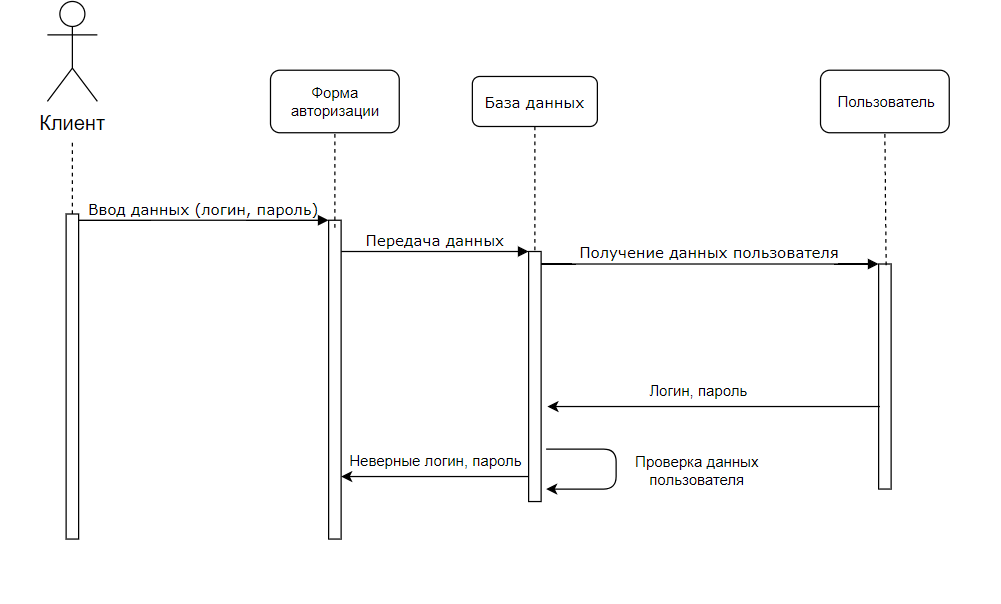 Клиент
Форма
авторизации
База данных
Пользователь
Ввод данных (логин, пароль)
Передача данных
Получение данных пользователя
Логин, пароль
Неверные логин, пароль
Проверка данных
пользователя